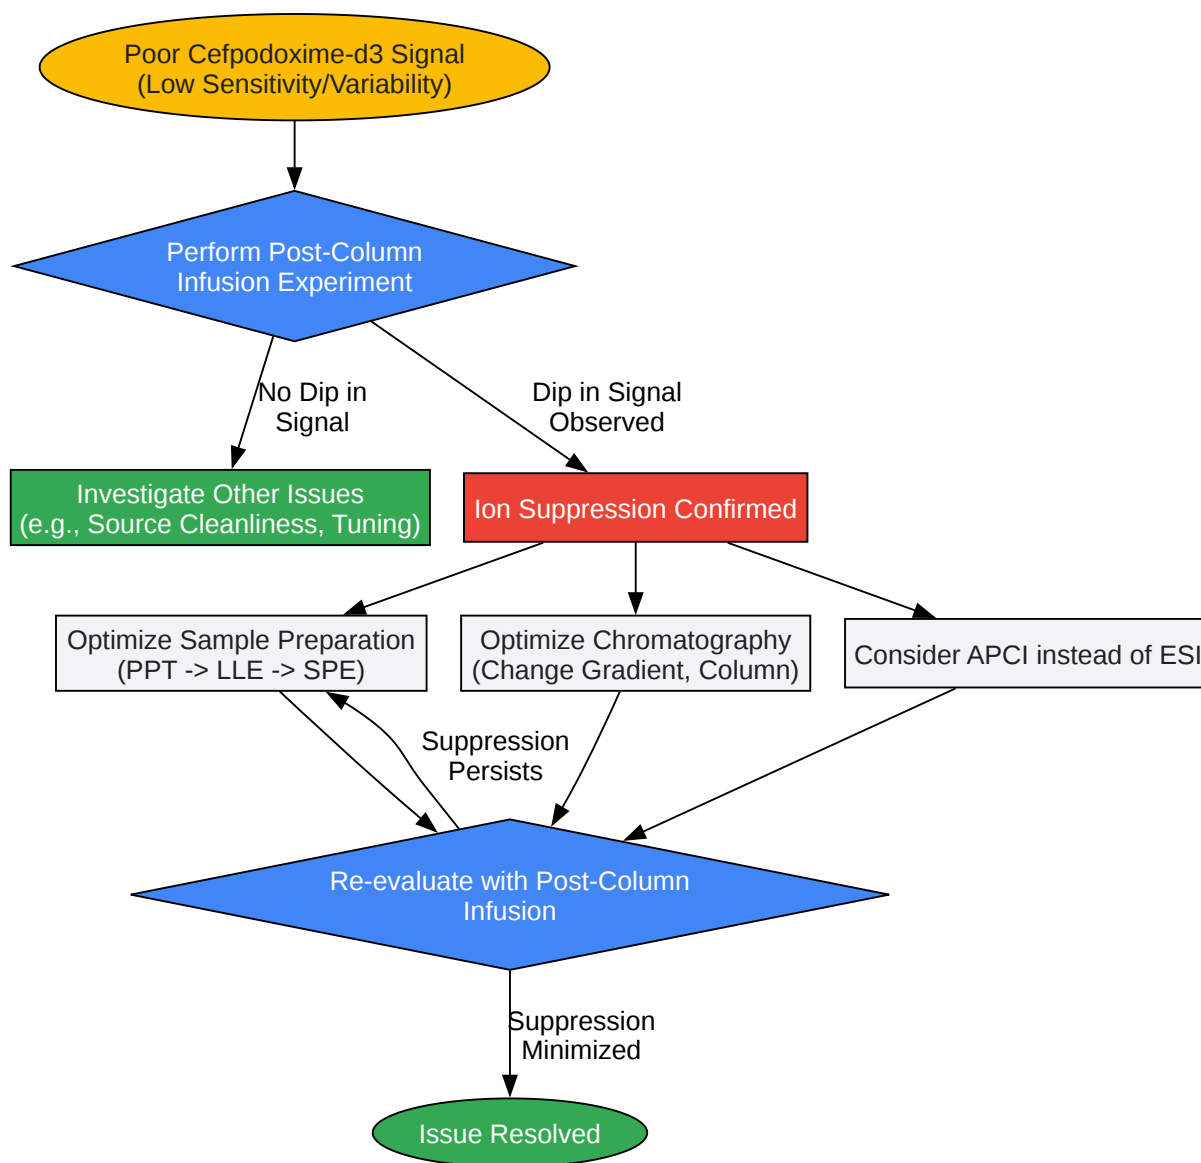 Poor Cefpodoxime-d3 Signal
(Low Sensitivity/Variability)
Perform Post-Column
Infusion Experiment
No Dip in
Signal
Dip in Signal
Observed
Investigate Other Issues
(e.g., Source Cleanliness, Tuning)
Ion Suppression Confirmed
Optimize Sample Preparation
(PPT -> LLE -> SPE)
Optimize Chromatography
(Change Gradient, Column)
Consider APCI instead of ESI
Suppression
Persists
Re-evaluate with Post-Column
Infusion
Suppression
Minimized
Issue Resolved